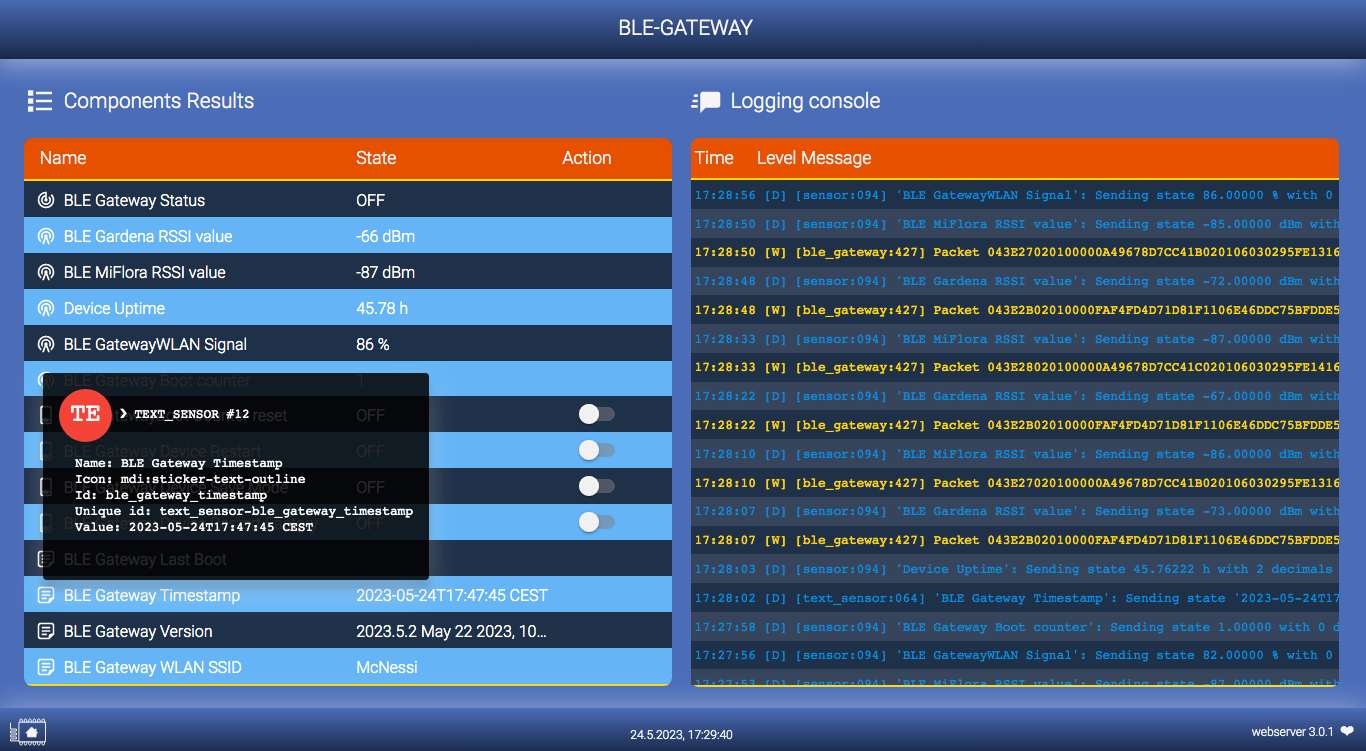 BLE-GATEWAY
Components Results
Name State Action
BLE Gateway Status OFF
BLE Gardena RSSI value -66 dBm
BLE MiFlora RSSI value -87 dBm
Device Uptime 45.78 h
BLE GatewayWLAN Signal 86 %
BLE Gateway Boot counter 1
reset OFF
BLE Gateway Device Restart OFF
OFF
OFF
BLE Gateway Last Boot
BLE Gateway Timestamp 2023-05-24T17:47:45 CEST
BLE Gateway Version 2023.5.2 May 22 2023, 10...
BLE Gateway WLAN SSID McNessi
TE
TEXT_SENSOR #12
Name: BLE Gateway Timestamp
Icon: mdi:sticker-text-outline
Id: ble_gateway_timestamp
Unique id: text_sensor-ble_gateway_timestamp
Value: 2023-05-24T17:47:45 CEST
Logging console
Time Level Message
17:28:56 [D] [sensor:094] 'BLE GatewayWLAN Signal': Sending state 86.00000 % with 0
17:28:50 [D] [sensor:094] 'BLE MiFlora RSSI value': Sending state -85.00000 dBm with
17:28:50 [W] [ble_gateway:427] Packet 043E27020100000A49678D7CC41B020106030295FE1316
17:28:48 [D] [sensor:094] 'BLE Gardena RSSI value': Sending state -72.00000 dBm with
17:28:48 [W] [ble_gateway:427] Packet 043E2B02010000FAF4FD4D71D81F1106E46DDC75BFDDE5
17:28:33 [D] [sensor:094] 'BLE MiFlora RSSI value': Sending state -87.00000 dBm with
17:28:33 [W] [ble_gateway:427] Packet 043E28020100000A49678D7CC41C020106030295FE1416
17:28:22 [D] [sensor:094] 'BLE Gardena RSSI value': Sending state -67.00000 dBm with
17:28:22 [W] [ble_gateway:427] Packet 043E2B02010000FAF4FD4D71D81F1106E46DDC75BFDDE5
17:28:10 [D] [sensor:094] 'BLE MiFlora RSSI value': Sending state -86.00000 dBm with
17:28:10 [W] [ble_gateway:427] Packet 043E27020100000A49678D7CC41B020106030295FE1316
17:28:07 [D] [sensor:094] 'BLE Gardena RSSI value': Sending state -73.00000 dBm with
17:28:07 [W] [ble_gateway:427] Packet 043E2B02010000FAF4FD4D71D81F1106E46DDC75BFDDE5
17:28:03 [D] [sensor:094] 'Device Uptime': Sending state 45.76222 h with 2 decimals
17:28:02 [D] [text_sensor:064] 'BLE Gateway Timestamp': Sending state '2023-05-24T17
17:27:58 [D] [sensor:094] 'BLE Gateway Boot counter': Sending state 1.00000 with 0 d
17:27:56 [D] [sensor:094] 'BLE GatewayWLAN Signal': Sending state 82.00000 % with 0
17:27:53 [D] [sensor:094] 'BLE MiFlora RSSI value': Sending state -87.00000 dBm with
24.5.2023, 17:29:40
webserver 3.0.1 ❤